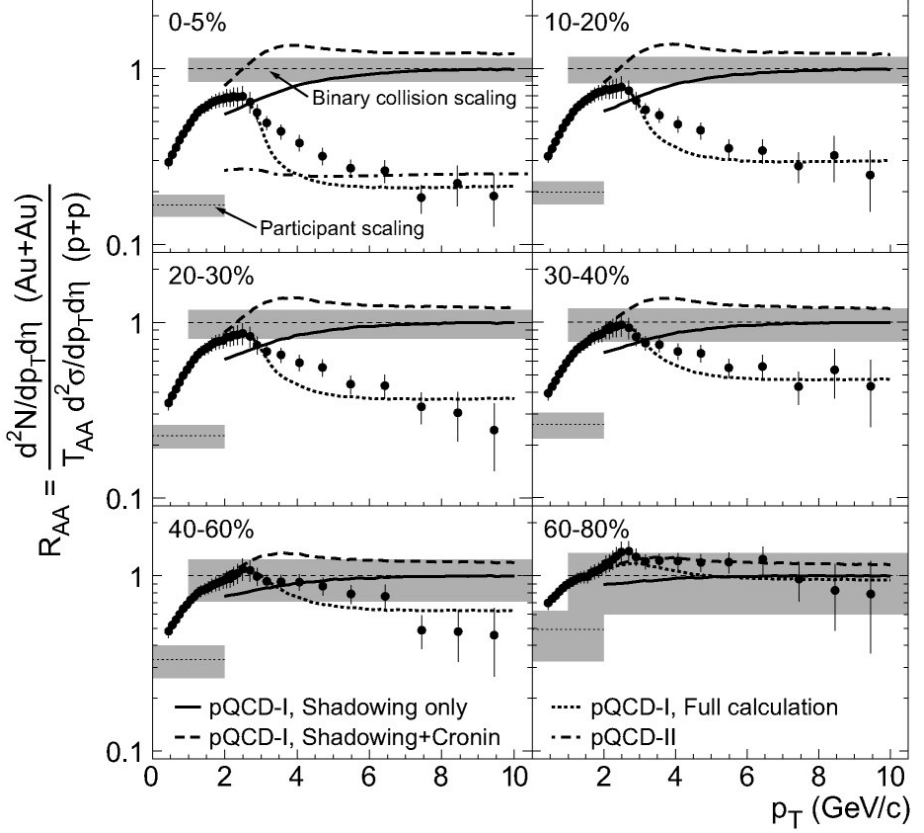 0-5%
10-20%
Binary collision scaling
Participant scaling
1
0.1
20-30%
30-40%
1
0.1
40-60%
60-80%
1
0.1
pQCD-I, Shadowing only
pQCD-I, Shadowing+Cronin
pQCD-I, Full calculation
pQCD-II
0 2 4 6 8 10
2 4 6 8 10
p_T (GeV/c)
R_AA = d²N/dp_Tdη (Au+Au)
T_AA d²σ/dp_Tdη (p+p)